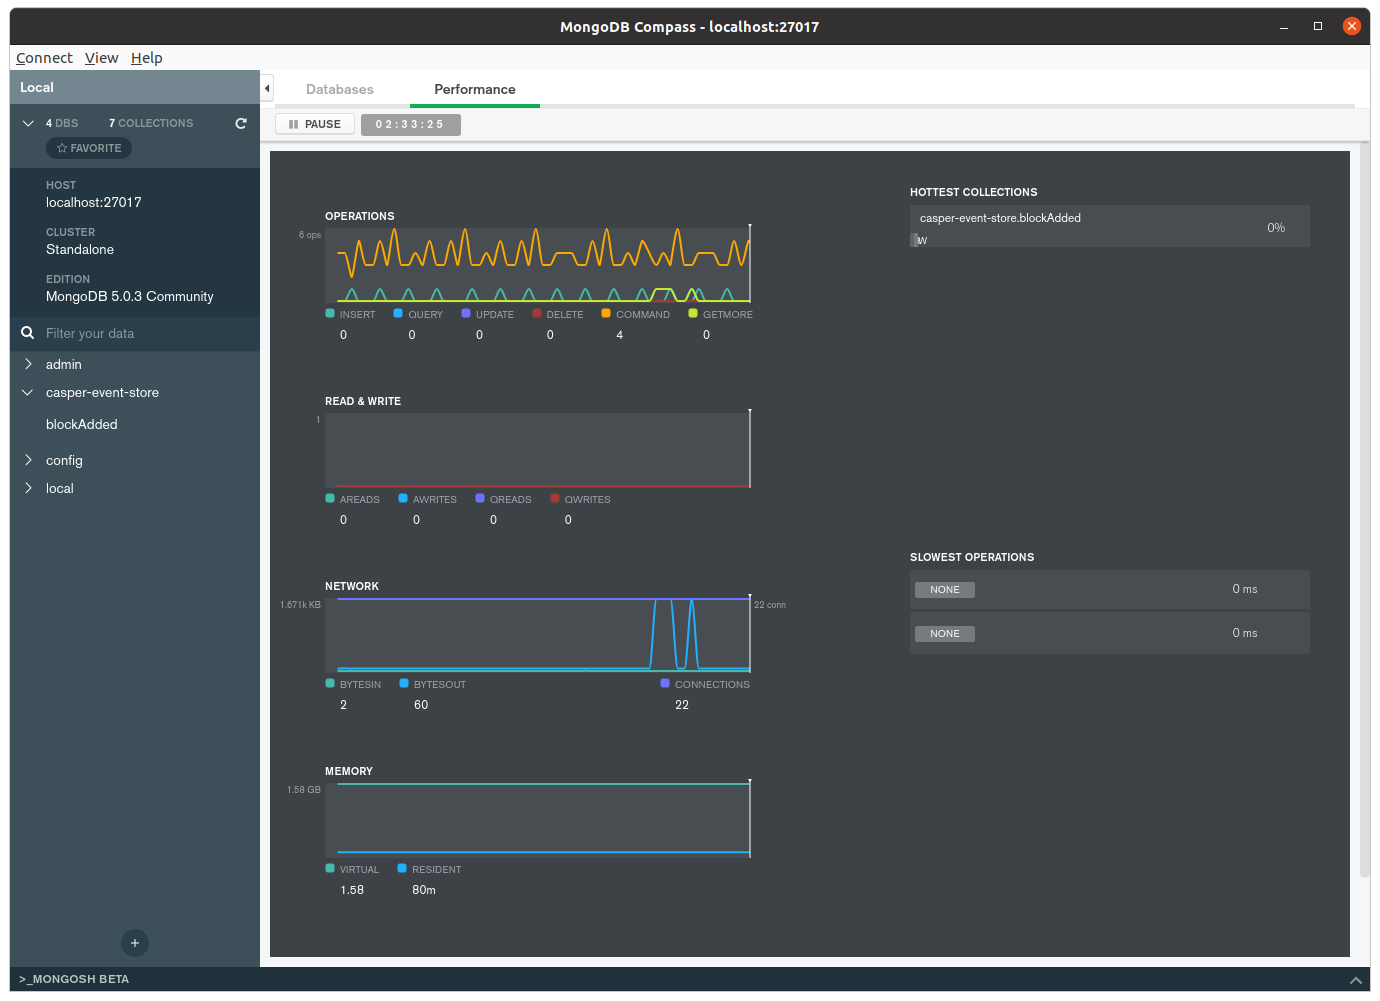 MongoDB Compass - localhost:27017
Connect View Help
Local
Databases Performance
4 DBS 7 COLLECTIONS
FAVORITE
PAUSE 02:33:25
HOST
localhost:27017
CLUSTER
Standalone
EDITION
MongoDB 5.0.3 Community
Filter your data
admin
casper-event-store
blockAdded
config
local
OPERATIONS
6 ops
INSERT QUERY UPDATE DELETE COMMAND GETMORE
0 0 0 0 4 0
READ & WRITE
1
AREADS AWRITES QREADS QWRITES
0 0 0 0
NETWORK
1.671k KB 22 conn
BYTESIN BYTESOUT CONNECTIONS
2 60 22
MEMORY
1.58 GB
VIRTUAL RESIDENT
1.58 80m
HOTTEST COLLECTIONS
casper-event-store.blockAdded 0%
W
SLOWEST OPERATIONS
NONE 0 ms
NONE 0 ms
+
>_MONGOSH BETA